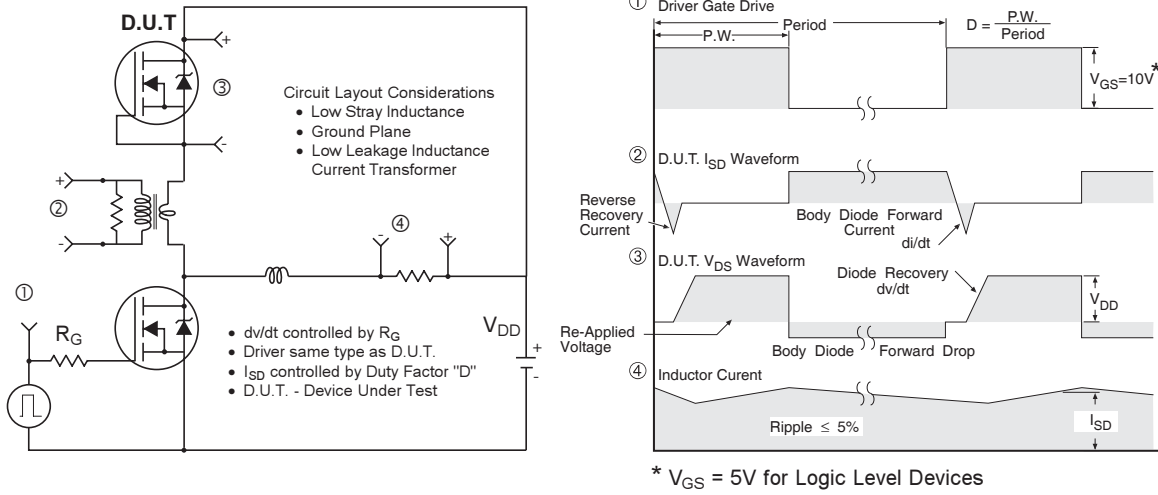 D.U.T
+
③
-
Circuit Layout Considerations
• Low Stray Inductance
• Ground Plane
• Low Leakage Inductance
Current Transformer
+
②
-
④
-
+
①
R_G
• dv/dt controlled by R_G
• Driver same type as D.U.T.
• I_SD controlled by Duty Factor "D"
• D.U.T. - Device Under Test
V_DD
+
-
① Driver Gate Drive
P.W.
Period
D = P.W. / Period
V_GS=10V*
② D.U.T. I_SD Waveform
Reverse
Recovery
Current
Body Diode Forward
Current
di/dt
③ D.U.T. V_DS Waveform
Diode Recovery
dv/dt
V_DD
Re-Applied
Voltage
Body Diode Forward Drop
④ Inductor Curent
Ripple ≤ 5%
I_SD
* V_GS = 5V for Logic Level Devices